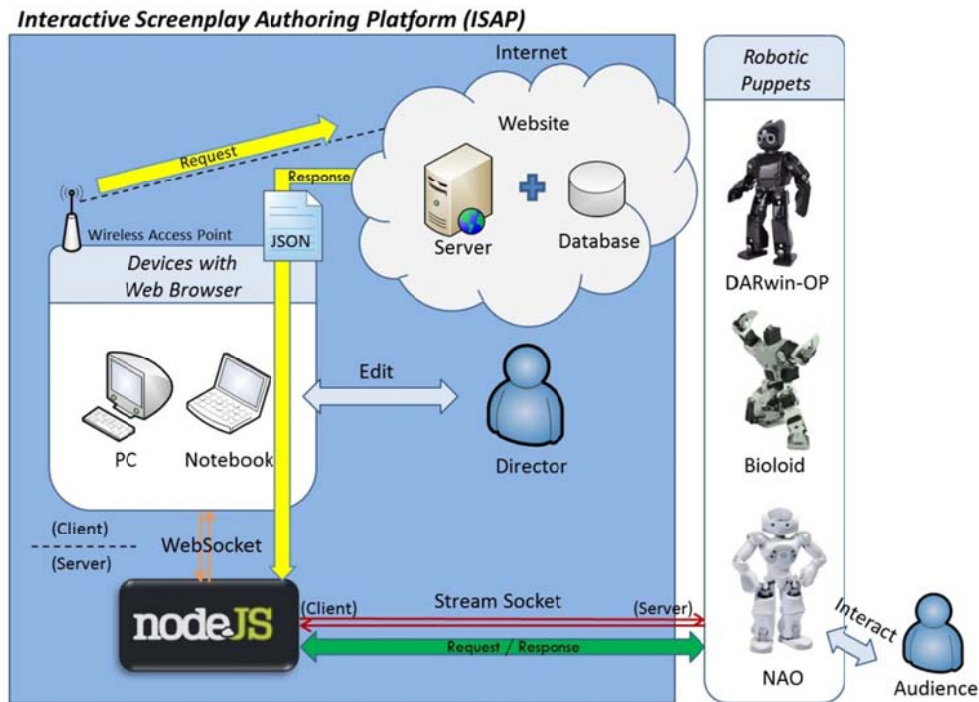 Interactive Screenplay Authoring Platform (ISAP)
Internet
Website
Server
Database
Request
Response
JSON
Wireless Access Point
Devices with
Web Browser
PC
Notebook
Edit
Director
(Client)
(Server)
WebSocket
nodeJS
(Client)
Stream Socket
(Server)
Request / Response
Robotic
Puppets
DARwin-OP
Bioloid
NAO
Interact
Audience